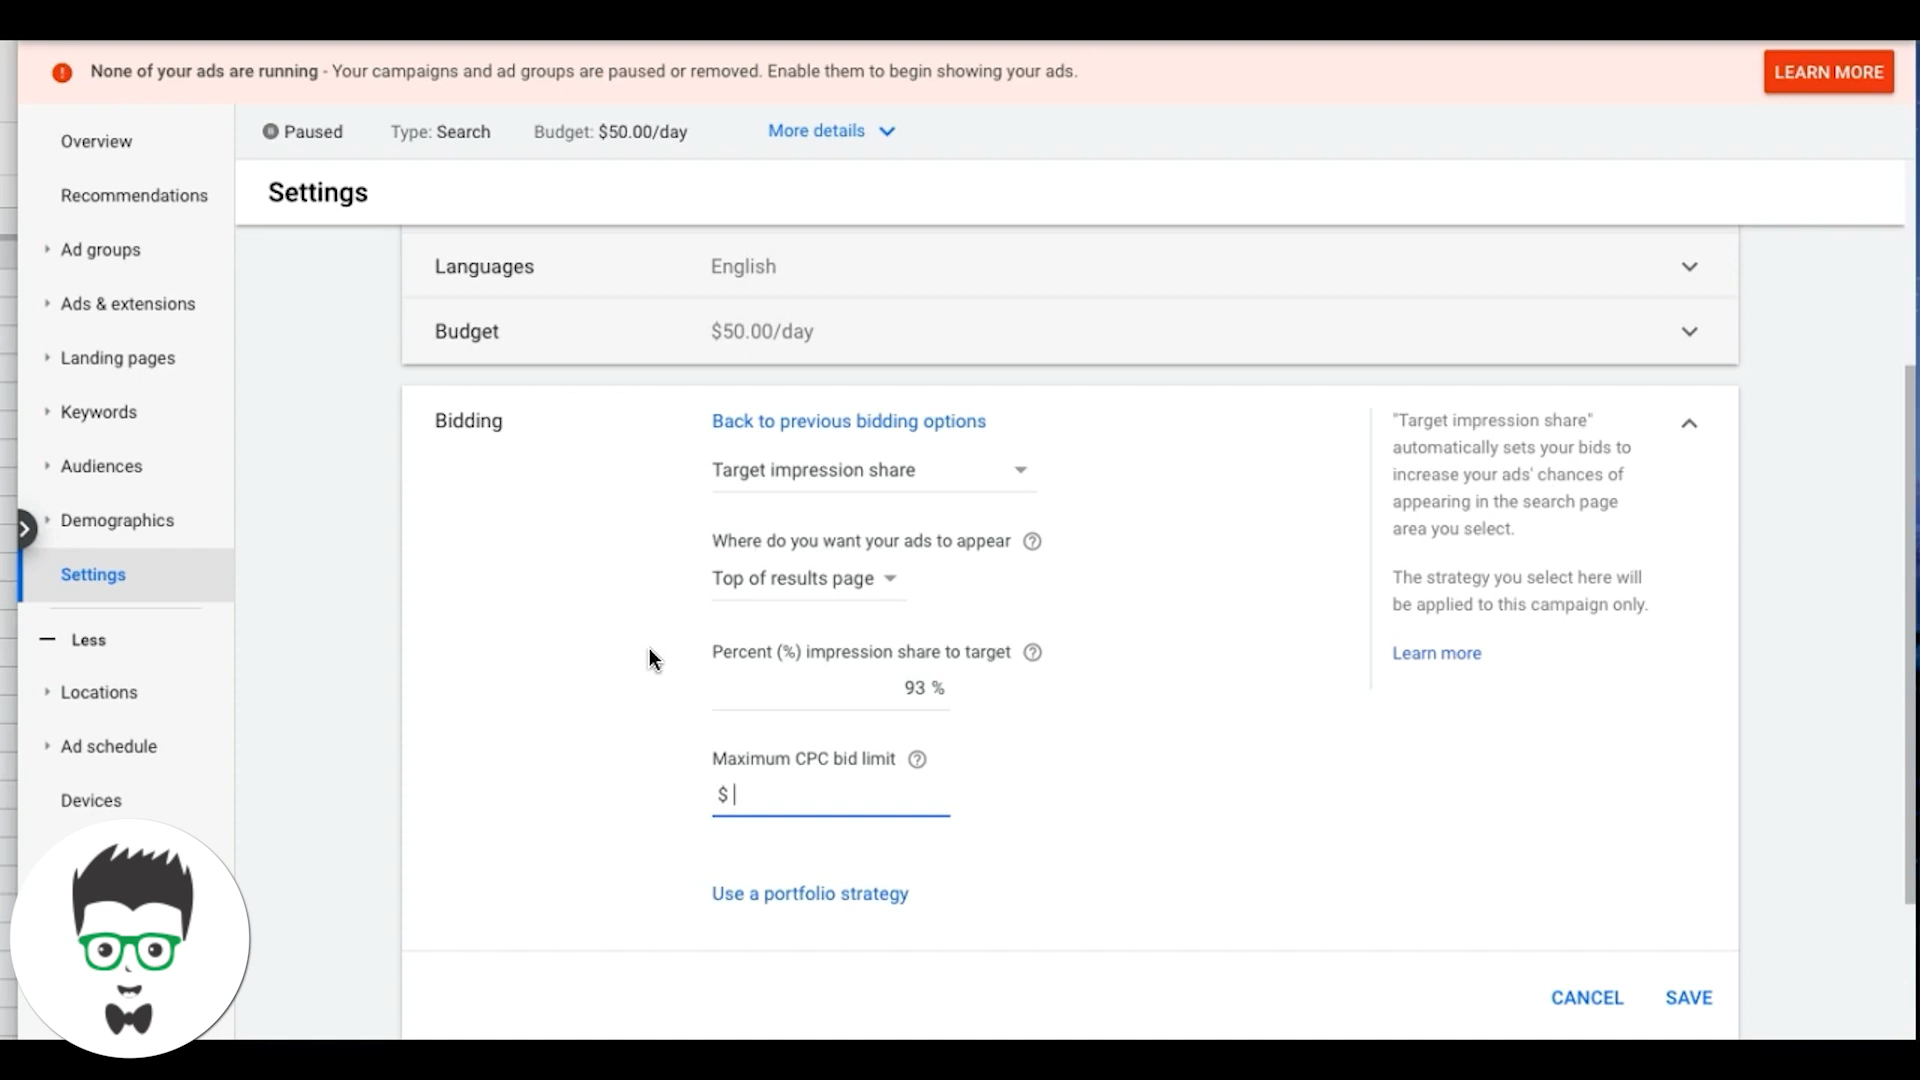 None of your ads are running - Your campaigns and ad groups are paused or removed. Enable them to begin showing your ads.
LEARN MORE
Overview
Recommendations
Ad groups
Ads & extensions
Landing pages
Keywords
Audiences
Demographics
Settings
Less
Locations
Ad schedule
Devices
Paused
Type: Search
Budget: $50.00/day
More details
Settings
Languages
English
Budget
$50.00/day
Bidding
Back to previous bidding options
Target impression share
Where do you want your ads to appear
Top of results page
Percent (%) impression share to target
93 %
Maximum CPC bid limit
$
Use a portfolio strategy
"Target impression share"
automatically sets your bids to
increase your ads' chances of
appearing in the search page
area you select.
The strategy you select here will
be applied to this campaign only.
Learn more
CANCEL
SAVE